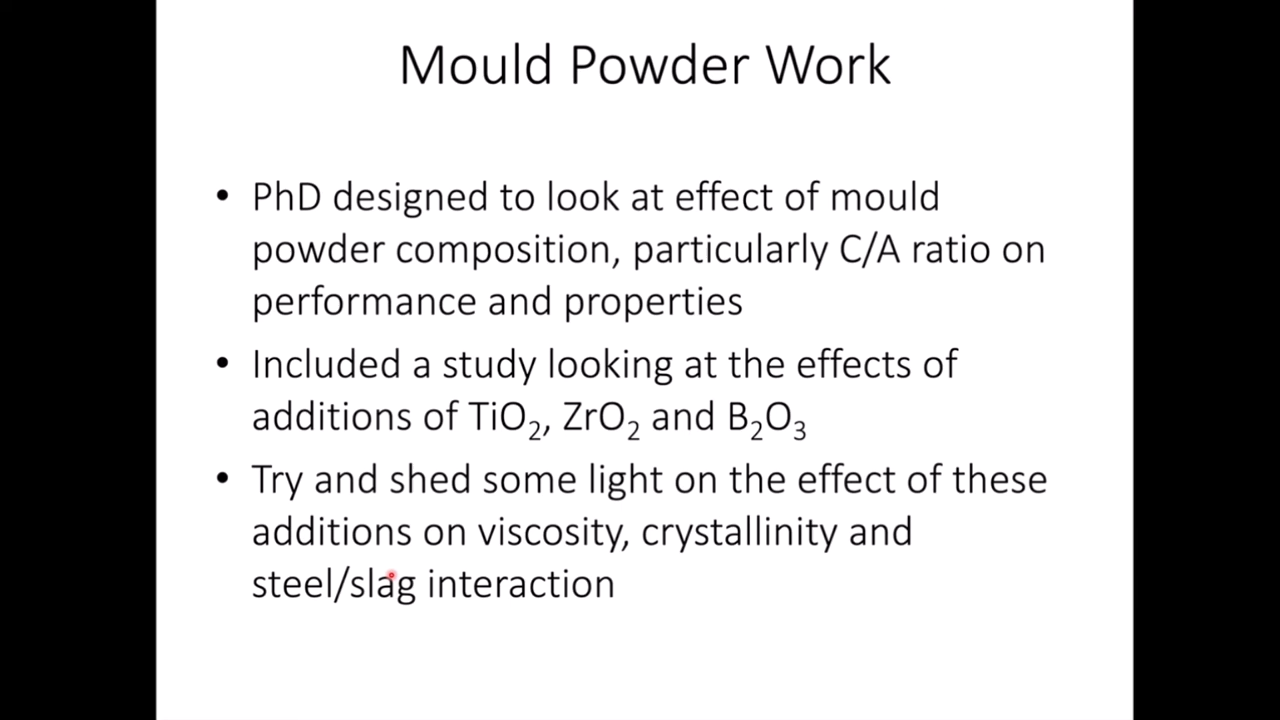 Mould Powder Work
• PhD designed to look at effect of mould
powder composition, particularly C/A ratio on
performance and properties
• Included a study looking at the effects of
additions of TiO₂, ZrO₂ and B₂O₃
• Try and shed some light on the effect of these
additions on viscosity, crystallinity and
steel/slag interaction